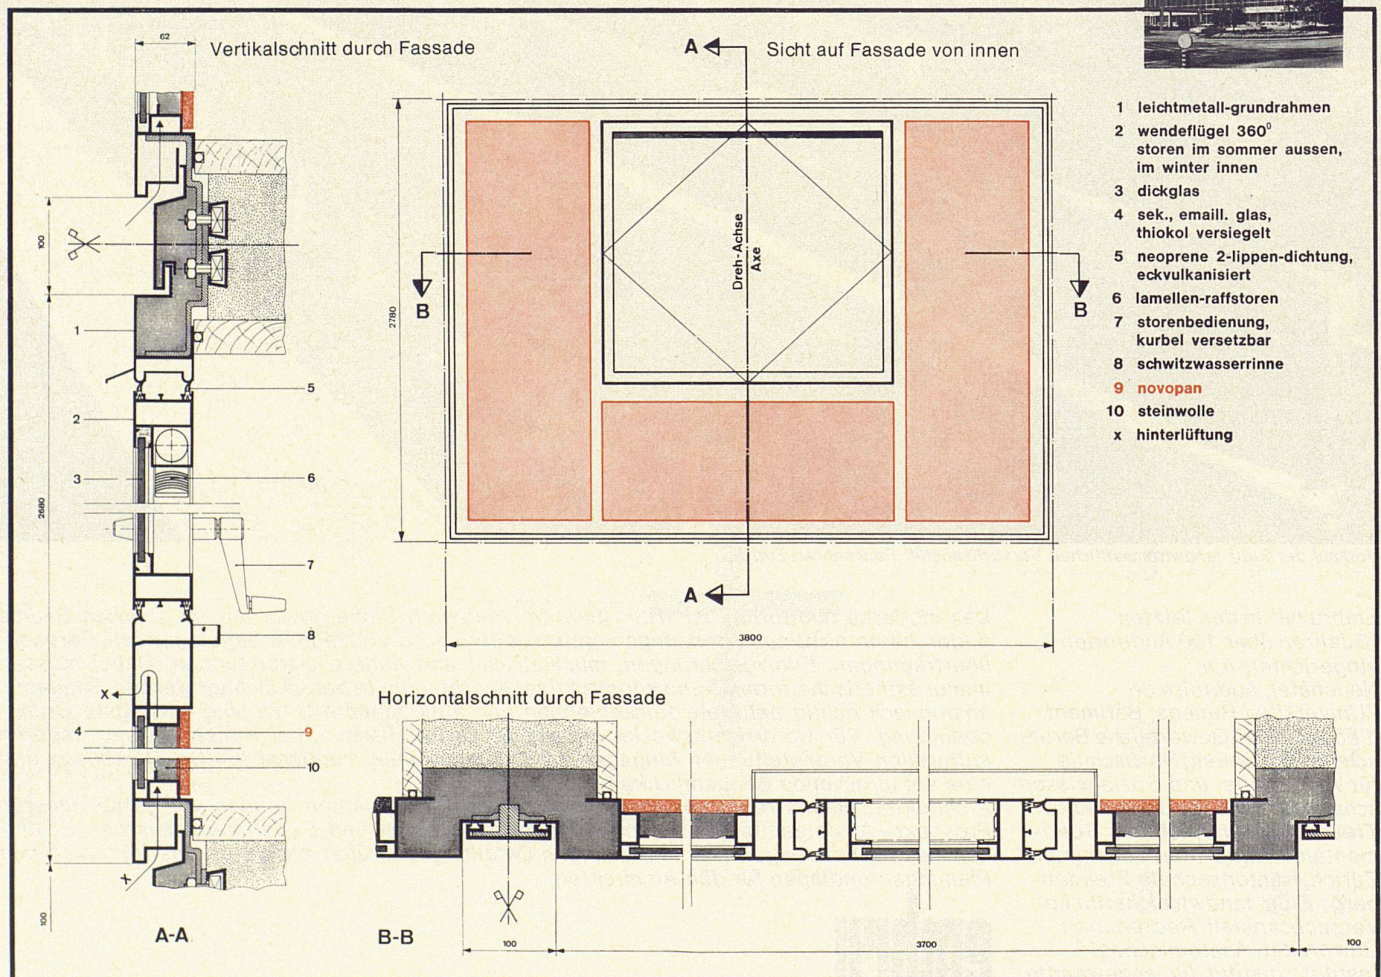 62
Vertikalschnitt durch Fassade
A
Sicht auf Fassade von innen
1 leichtmetall-grundrahmen
2 wendeflügel 360°
storen im sommer aussen,
im winter innen
3 dickglas
4 sek., emaill. glas,
thiokol versiegelt
5 neoprene 2-lippen-dichtung,
eckvulkanisiert
6 lamellen-raffstoren
7 storenbedienung,
kurbel versetzbar
8 schwitzwasserrinne
9 novopan
10 steinwolle
x hinterlüftung
100
1
5
2
3
6
2680
7
8
x
4
9
10
x
100
A-A
2780
B
Dreh-Achse
Axe
B
A
3800
Horizontalschnitt durch Fassade
B-B
100
3700
100